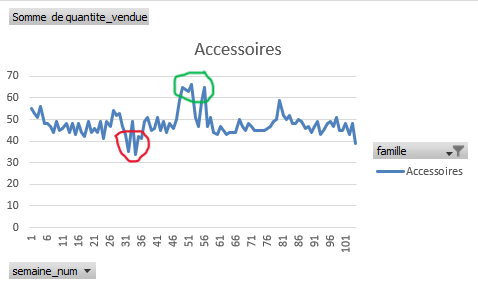 Somme de quantite_vendue
Accessoires
70
60
50
40
30
20
10
0
1 6 11 16 21 26 31 36 41 46 51 56 61 66 71 76 81 86 91 96 101
famille
Accessoires
semaine_num